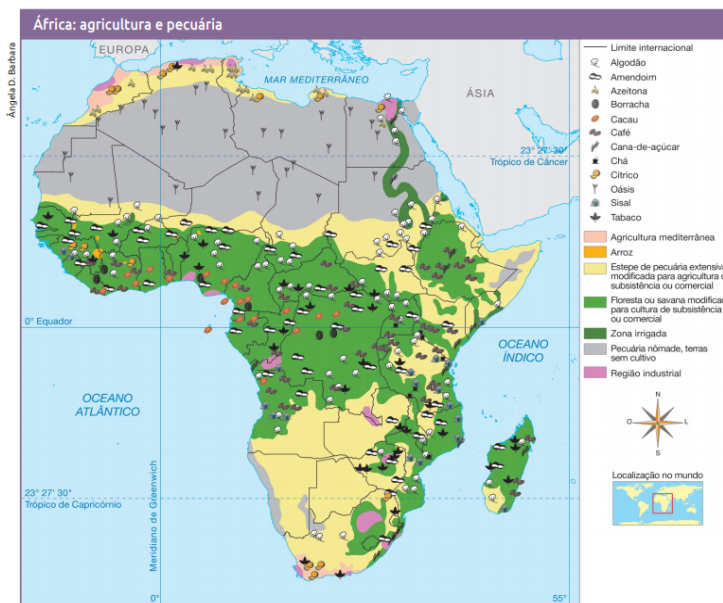 África: agricultura e pecuária
Ângela D. Barbara
EUROPA
MAR MEDITERRÂNEO
ÁSIA
23° 27' 30"
Trópico de Câncer
0° Equador
OCEANO
ÍNDICO
OCEANO
ATLÂNTICO
Meridiano de Greenwich
23° 27' 30"
Trópico de Capricórnio
0°
55°
Limite internacional
Algodão
Amendoim
Azeitona
Borracha
Cacau
Café
Cana-de-açúcar
Chá
Cítrico
Oásis
Sisal
Tabaco
Agricultura mediterrânea
Arroz
Estepe de pecuária extensiva
modificada para agricultura
subsistência ou comercial
Floresta ou savana modificada
para cultura de subsistência
ou comercial
Zona irrigada
Pecuária nômade, terras
sem cultivo
Região industrial
N
O
L
S
Localização no mundo